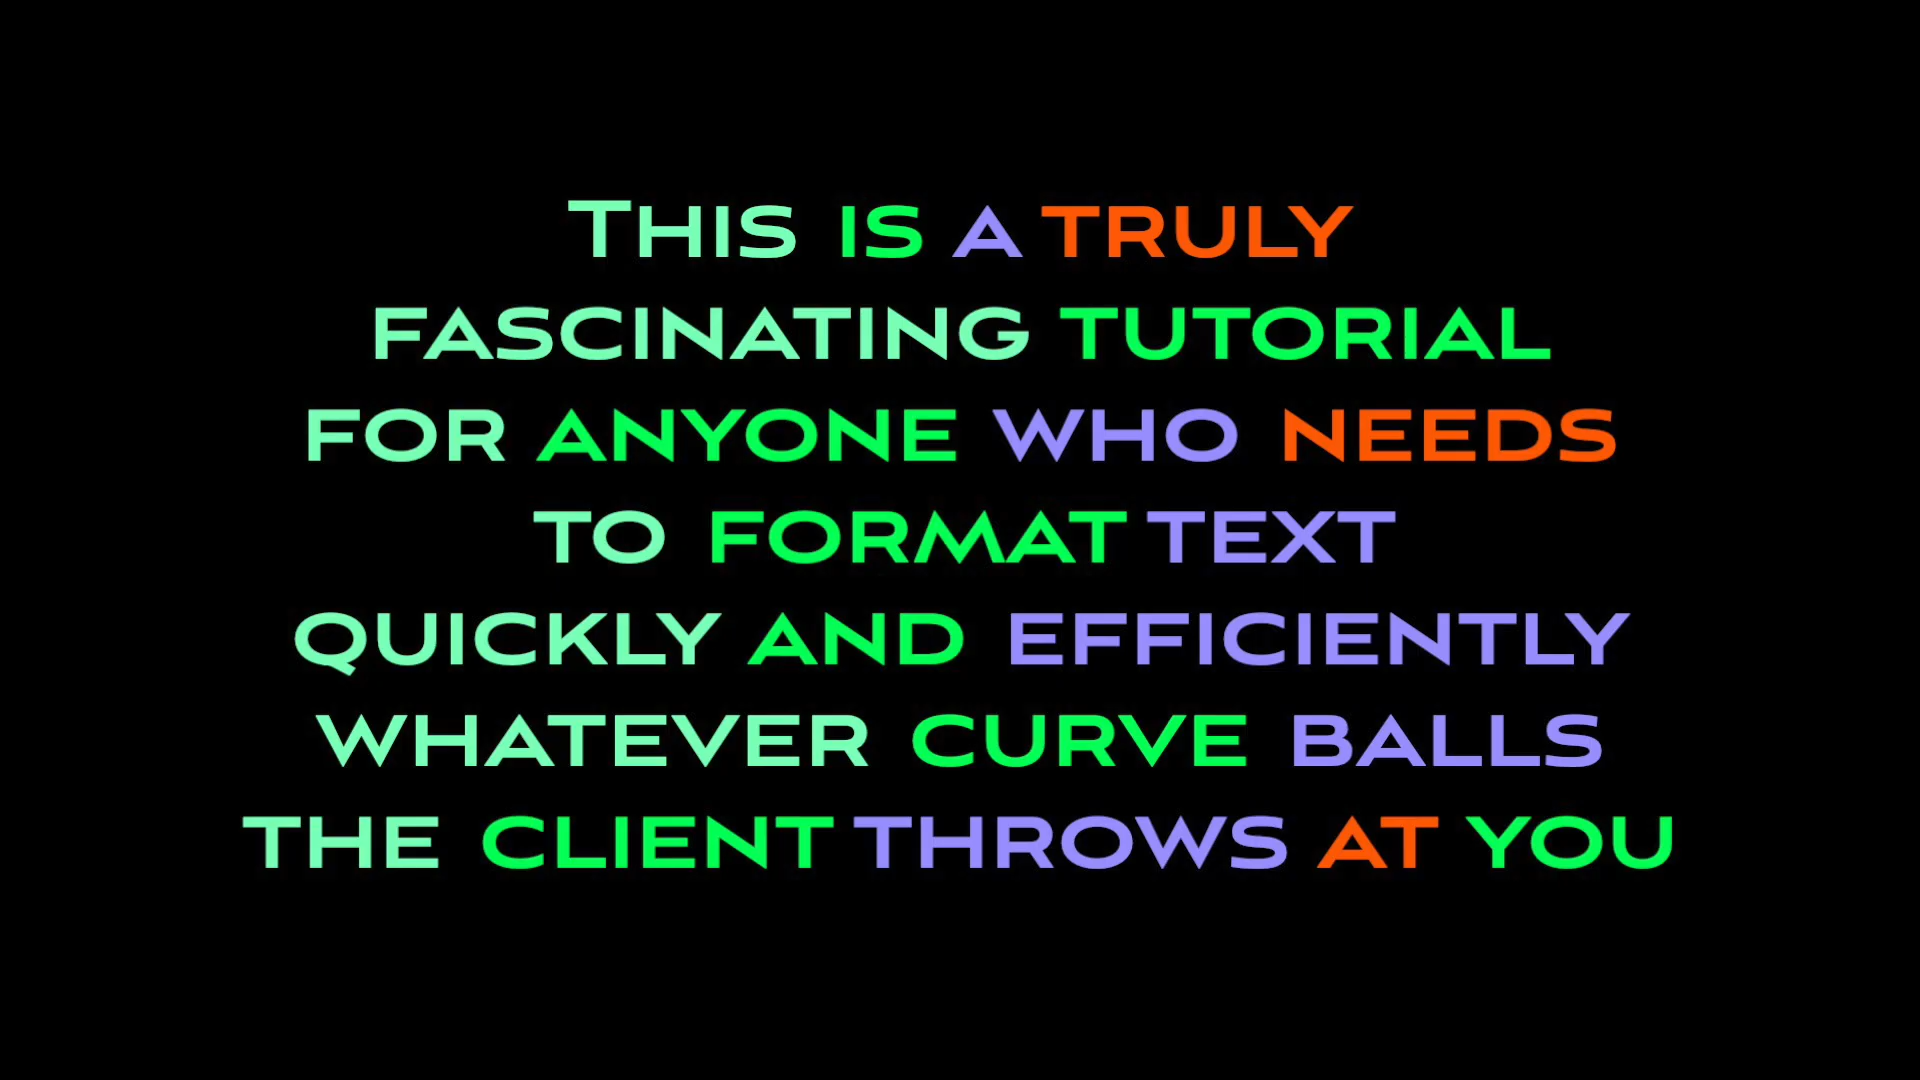 This is a truly
fascinating tutorial
for anyone who needs
to format text
quickly and efficiently
whatever curve balls
the client throws at you